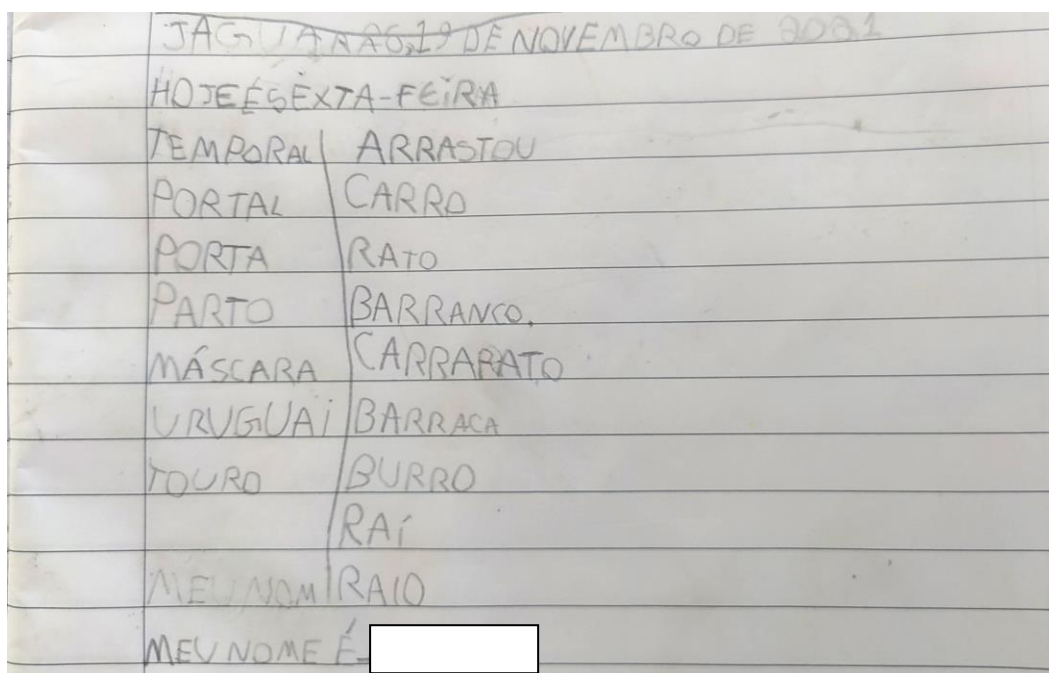 JAGUARÃO, 19 DE NOVEMBRO DE 2021
HOJE É SEXTA-FEIRA
TEMPORAL ARRASTOU
PORTAL CARRO
PORTA RATO
PARTO BARRANCO.
MÁSCARA CARRARATO
URUGUAI BARRACA
TOURO BURRO
RAÍ
MEU NOM RAIO
MEU NOME É